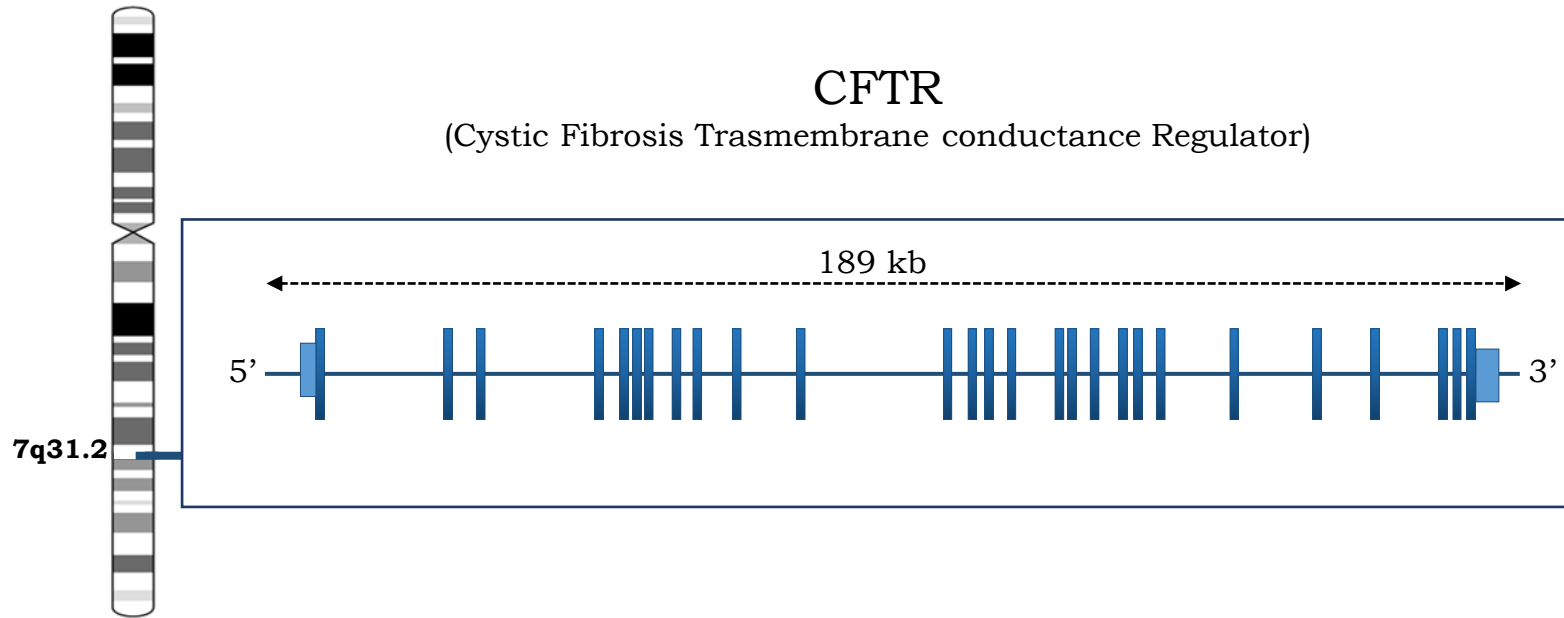 CFTR
(Cystic Fibrosis Trasmembrane conductance Regulator)
189 kb
5’
3’
7q31.2